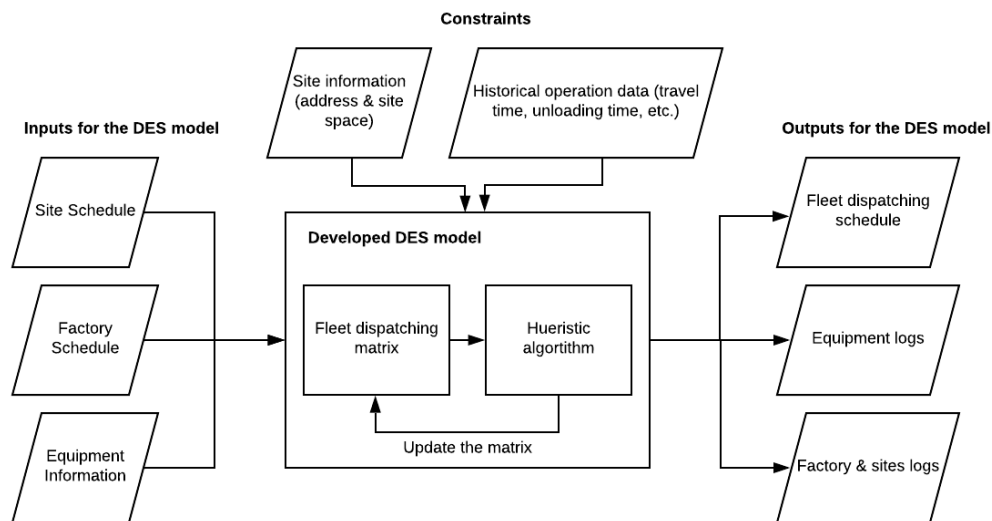 Constraints
Site information
(address & site
space)
Historical operation data (travel
time, unloading time, etc.)
Inputs for the DES model
Outputs for the DES model
Site Schedule
Factory
Schedule
Equipment
Information
Developed DES model
Fleet dispatching
matrix
Hueristic
algortithm
Update the matrix
Fleet dispatching
schedule
Equipment logs
Factory & sites logs